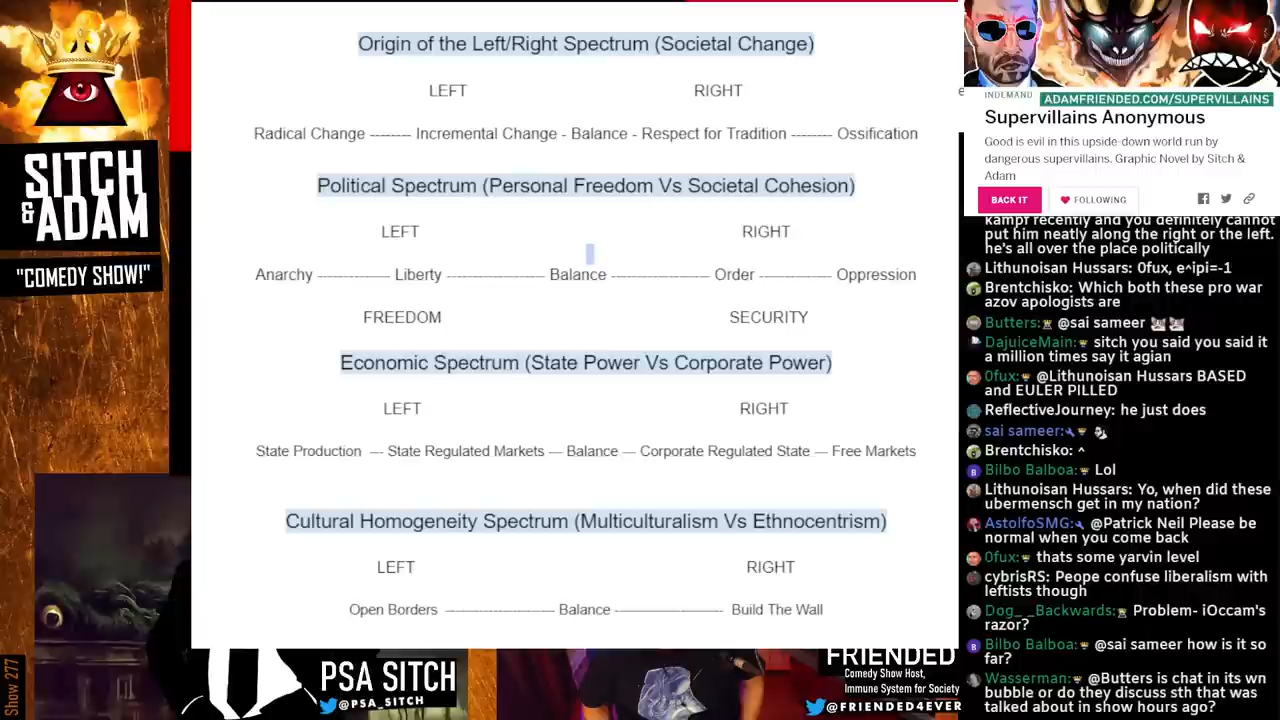 SITCH
& ADAM
"COMEDY SHOW!"
Show 277
Origin of the Left/Right Spectrum (Societal Change)
LEFT RIGHT
Radical Change -------- Incremental Change - Balance - Respect for Tradition -------- Ossification
Political Spectrum (Personal Freedom Vs Societal Cohesion)
LEFT RIGHT
Anarchy -------------- Liberty ------------------- Balance ------------------- Order -------------- Oppression
FREEDOM SECURITY
Economic Spectrum (State Power Vs Corporate Power)
LEFT RIGHT
State Production --- State Regulated Markets --- Balance --- Corporate Regulated State --- Free Markets
Cultural Homogeneity Spectrum (Multiculturalism Vs Ethnocentrism)
LEFT RIGHT
Open Borders --------------------- Balance --------------------- Build The Wall
PSA SITCH
@PSA_SITCH
FRIENDED
Comedy Show Host,
Immune System for Society
@FRIENDED4EVER
INDEMAND
ADAMFRIENDED.COM/SUPERVILLAINS
Supervillains Anonymous
Good is evil in this upside-down world run by
dangerous supervillains. Graphic Novel by Sitch &
Adam
BACK IT FOLLOWING
kampf recently and you definitely cannot
put him neatly along the right or the left.
he's all over the place politically
Lithunoisan Hussars: 0fux, e^ipi=-1
Brentchisko: Which both these pro war
azov apologists are
Butters: @sai sameer
DajuiceMain: sitch you said you said it
a million times say it agian
0fux: @Lithunoisan Hussars BASED
and EULER PILLED
ReflectiveJourney: he just does
sai sameer:
Brentchisko: ^
Bilbo Balboa: Lol
Lithunoisan Hussars: Yo, when did these
ubermensch get in my nation?
AstolfoSMG: @Patrick Neil Please be
normal when you come back
0fux: thats some yarvin level
cybrisRS: Peope confuse liberalism with
leftists though
Dog_ _Backwards: Problem- iOccam's
razor?
Bilbo Balboa: @sai sameer how is it so
far?
Wasserman: @Butters is chat in its wn
bubble or do they discuss sth that was
talked about in show hours ago?